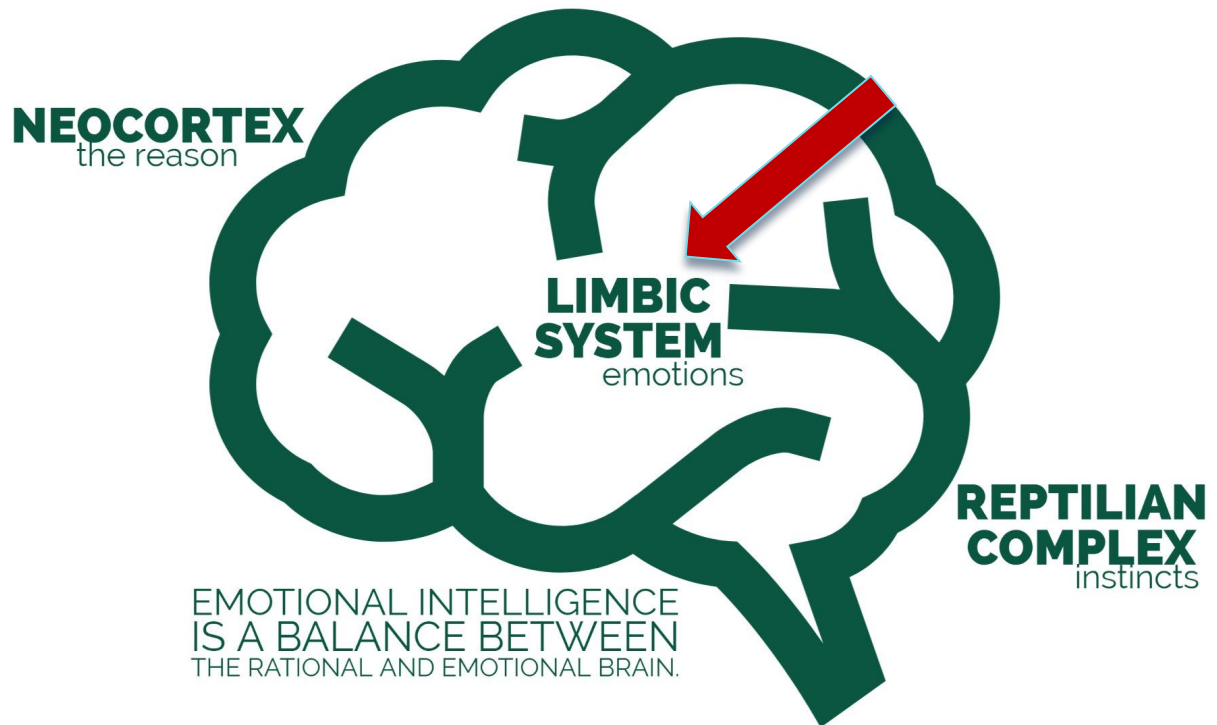 NEOCORTEX
the reason
LIMBIC
SYSTEM
emotions
REPTILIAN
COMPLEX
instincts
EMOTIONAL INTELLIGENCE
IS A BALANCE BETWEEN
THE RATIONAL AND EMOTIONAL BRAIN.